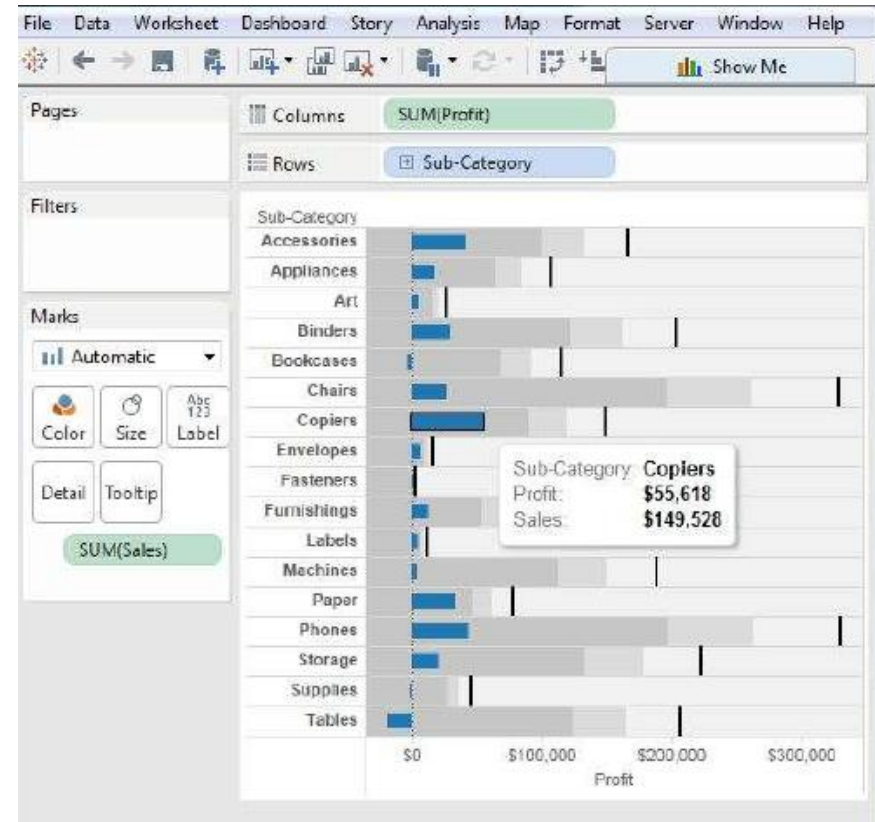 File Data Worksheet Dashboard Story Analysis Map Format Server Window Help
Show Me
Pages
Columns SUM(Profit)
Rows Sub-Category
Filters
Marks
Automatic
Color Size Abc 123 Label
Detail Tooltip
SUM(Sales)
Sub-Category
Accessories
Appliances
Art
Binders
Bookcases
Chairs
Copiers
Envelopes
Fasteners
Furnishings
Labels
Machines
Paper
Phones
Storage
Supplies
Tables
Sub-Category: Copiers
Profit: $55,618
Sales: $149,528
$0 $100,000 $200,000 $300,000
Profit